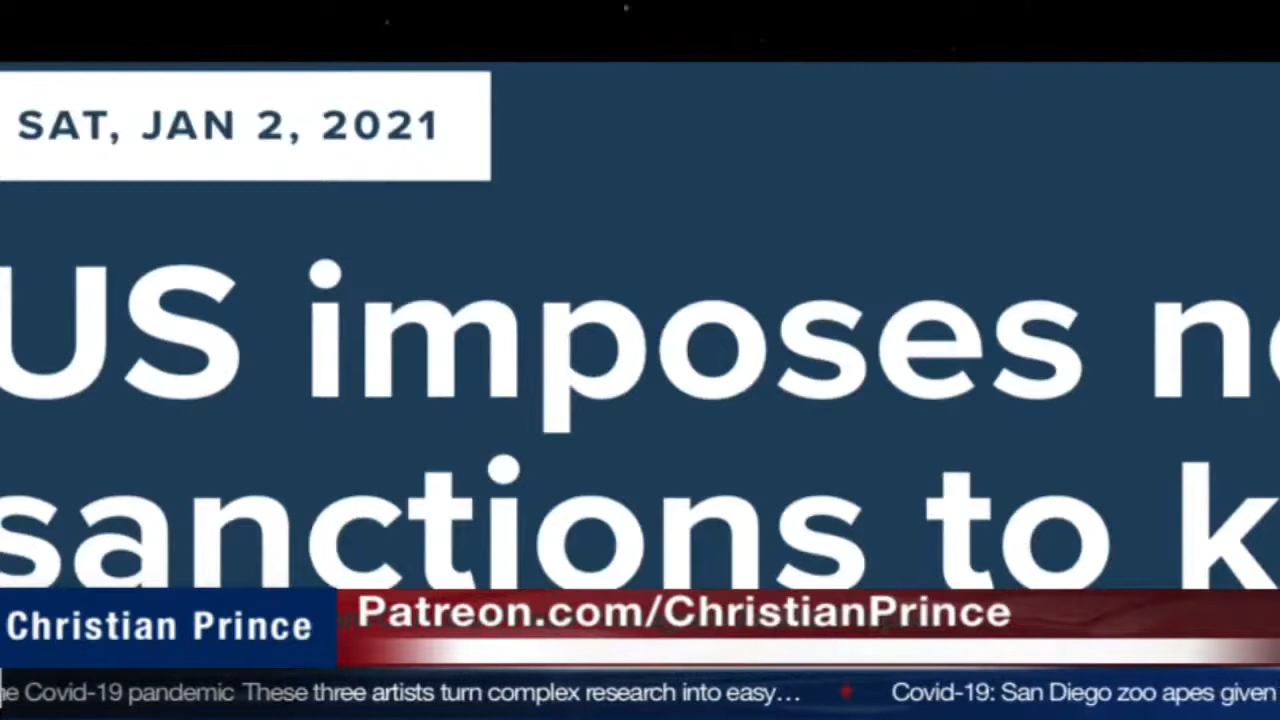 SAT, JAN 2, 2021
US imposes
sanctions to
Christian Prince
Patreon.com/ChristianPrince
Covid-19 pandemic These three artists turn complex research into easy… Covid-19: San Diego zoo apes given